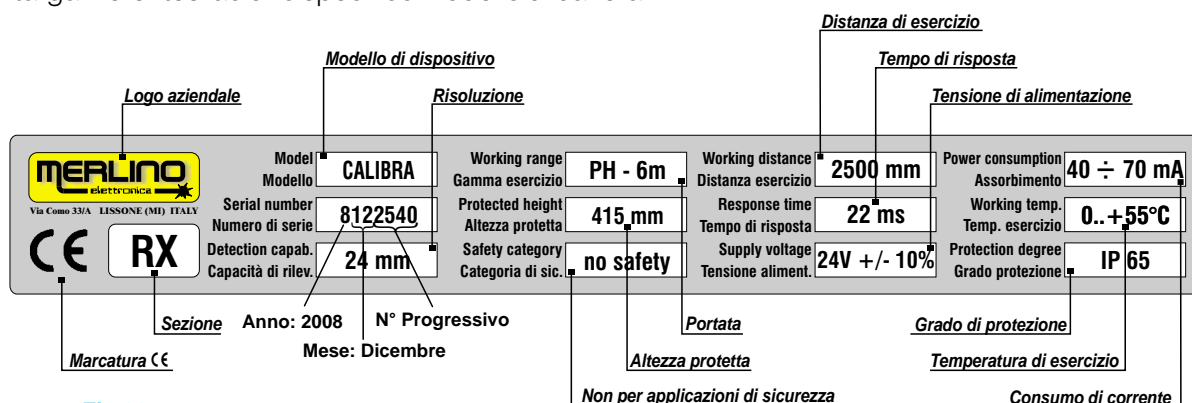 Distanza di esercizio
Modello di dispositivo
Tempo di risposta
Logo aziendale
Risoluzione
Tensione di alimentazione
MERLINO
elettronica
Via Como 33/A LISSONE (MI) ITALY
CE
RX
Model
Modello
CALIBRA
Serial number
Numero di serie
8122540
Detection capab.
Capacità di rilev.
24 mm
Working range
Gamma esercizio
PH - 6m
Protected height
Altezza protetta
415 mm
Safety category
Categoria di sic.
no safety
Working distance
Distanza esercizio
2500 mm
Response time
Tempo di risposta
22 ms
Supply voltage
Tensione aliment.
24V +/- 10%
Power consumption
Assorbimento
40 ÷ 70 mA
Working temp.
Temp. esercizio
0..+55°C
Protection degree
Grado protezione
IP 65
Sezione
Anno: 2008
N° Progressivo
Portata
Grado di protezione
Mese: Dicembre
Marcatura CE
Altezza protetta
Temperatura di esercizio
Non per applicazioni di sicurezza
Consumo di corrente